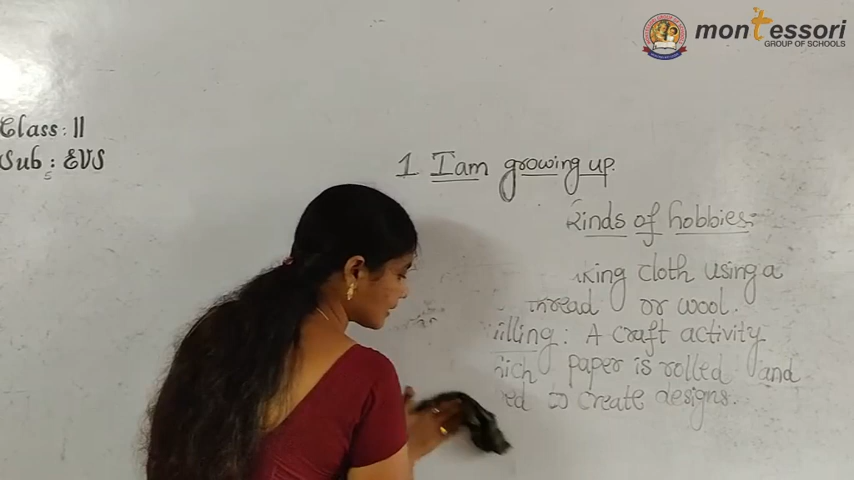 montessori
GROUP OF SCHOOLS
Class : II
Sub : EVS
1 I am growing up.
Kinds of hobbies:
king cloth using a
thread or wool.
illing : A craft activity
hich paper is rolled and
ed to create designs.